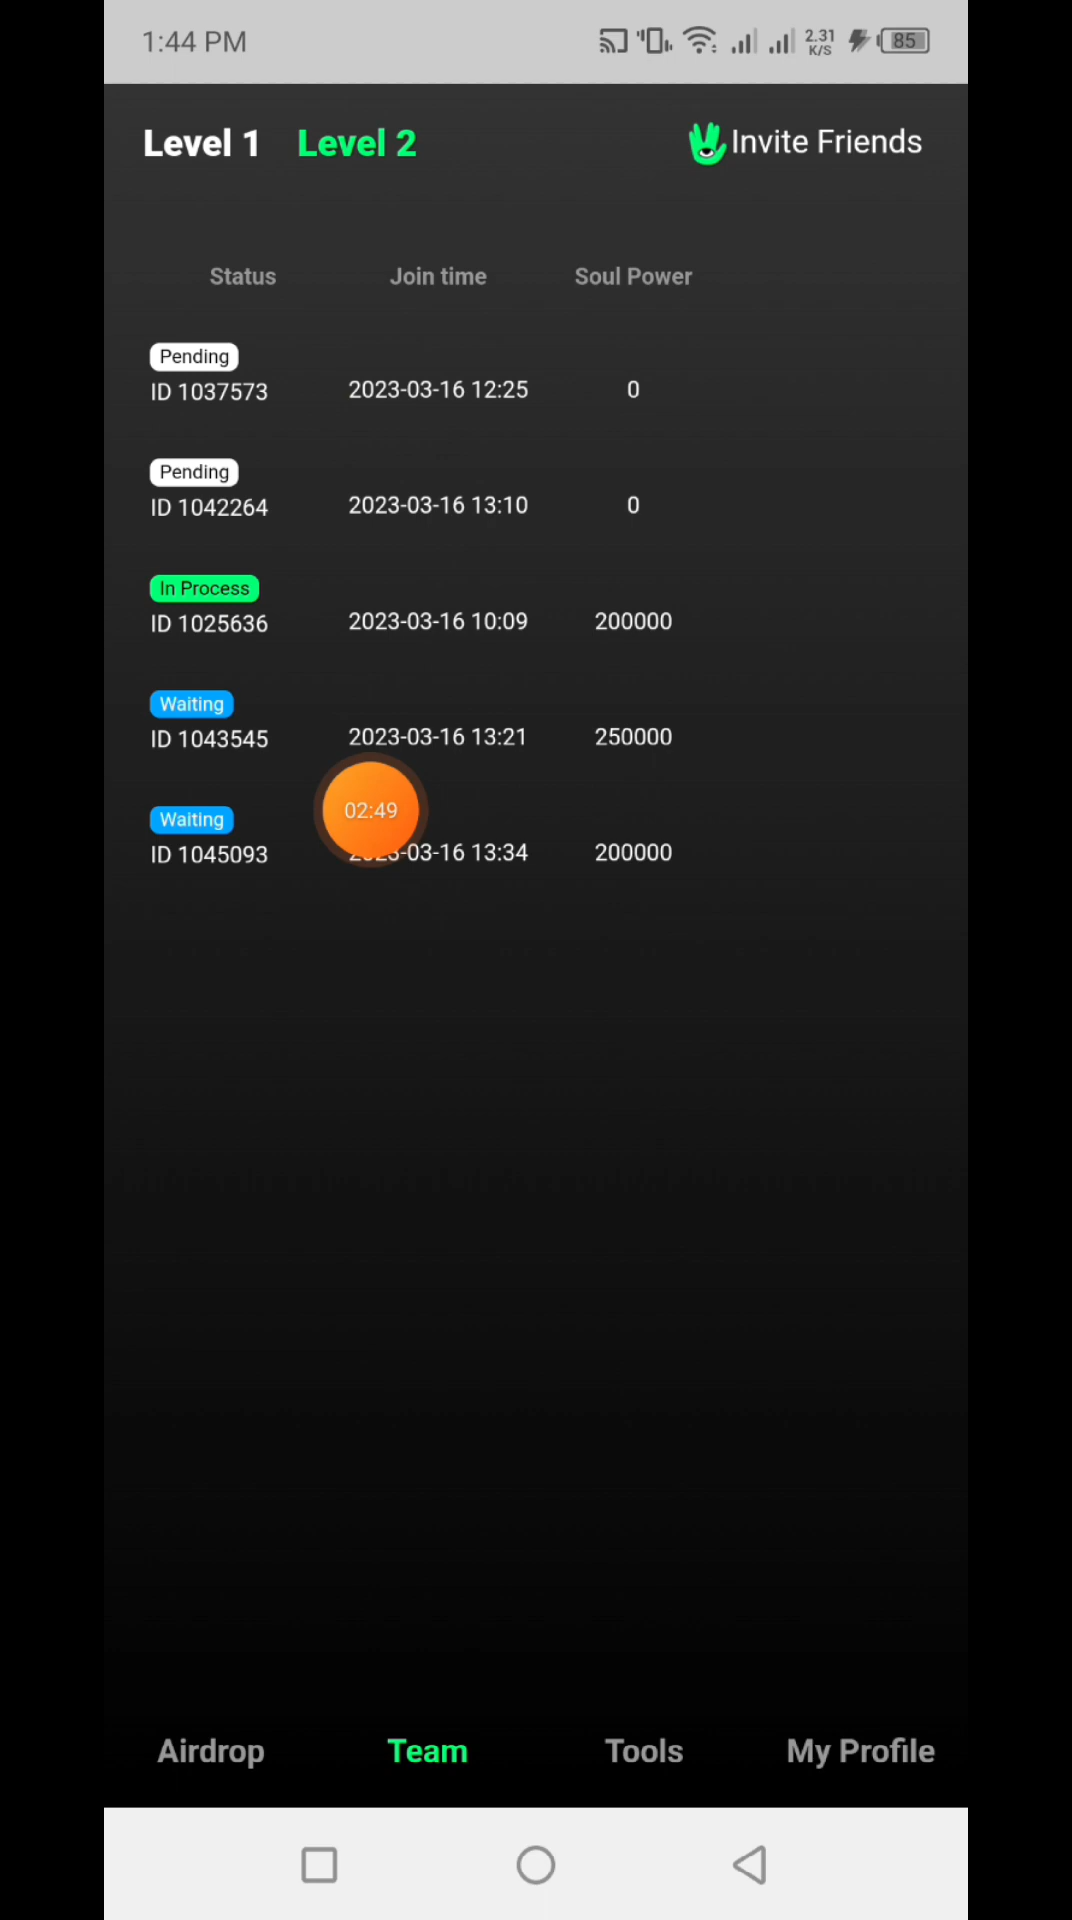 1:44 PM 2.31 K/S 85
Level 1 Level 2 Invite Friends
Status Join time Soul Power
Pending
ID 1037573 2023-03-16 12:25 0
Pending
ID 1042264 2023-03-16 13:10 0
In Process
ID 1025636 2023-03-16 10:09 200000
Waiting
ID 1043545 2023-03-16 13:21 250000
02:49
Waiting
ID 1045093 2023-03-16 13:34 200000
Airdrop Team Tools My Profile